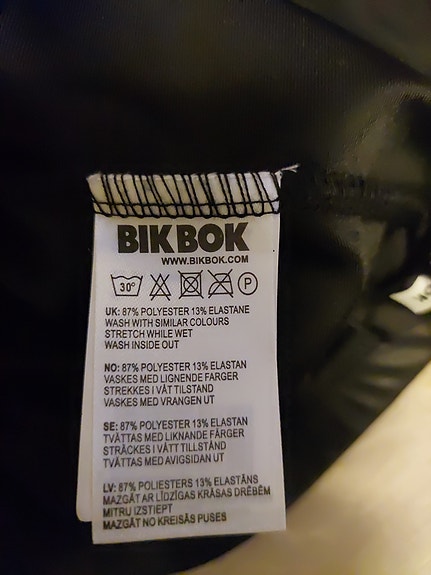 BIK BOK
WWW.BIKBOK.COM
30° P
UK: 87% POLYESTER 13% ELASTANE
WASH WITH SIMILAR COLOURS
STRETCH WHILE WET
WASH INSIDE OUT
NO: 87% POLYESTER 13% ELASTAN
VASKES MED LIGNENDE FARGER
STREKKES I VÅT TILSTAND
VASKES MED VRANGEN UT
SE: 87% POLYESTER 13% ELASTAN
TVÄTTAS MED LIKNANDE FÄRGER
STRÄCKES I VÅTT TILLSTÅND
TVÄTTAS MED AVIGSIDAN UT
LV: 87% POLIESTERS 13% ELASTĀNS
MAZGĀT AR LĪDZĪGAS KRĀSAS DRĒBĒM
MITRU IZSTIEPT
MAZGĀT NO KREISĀS PUSES